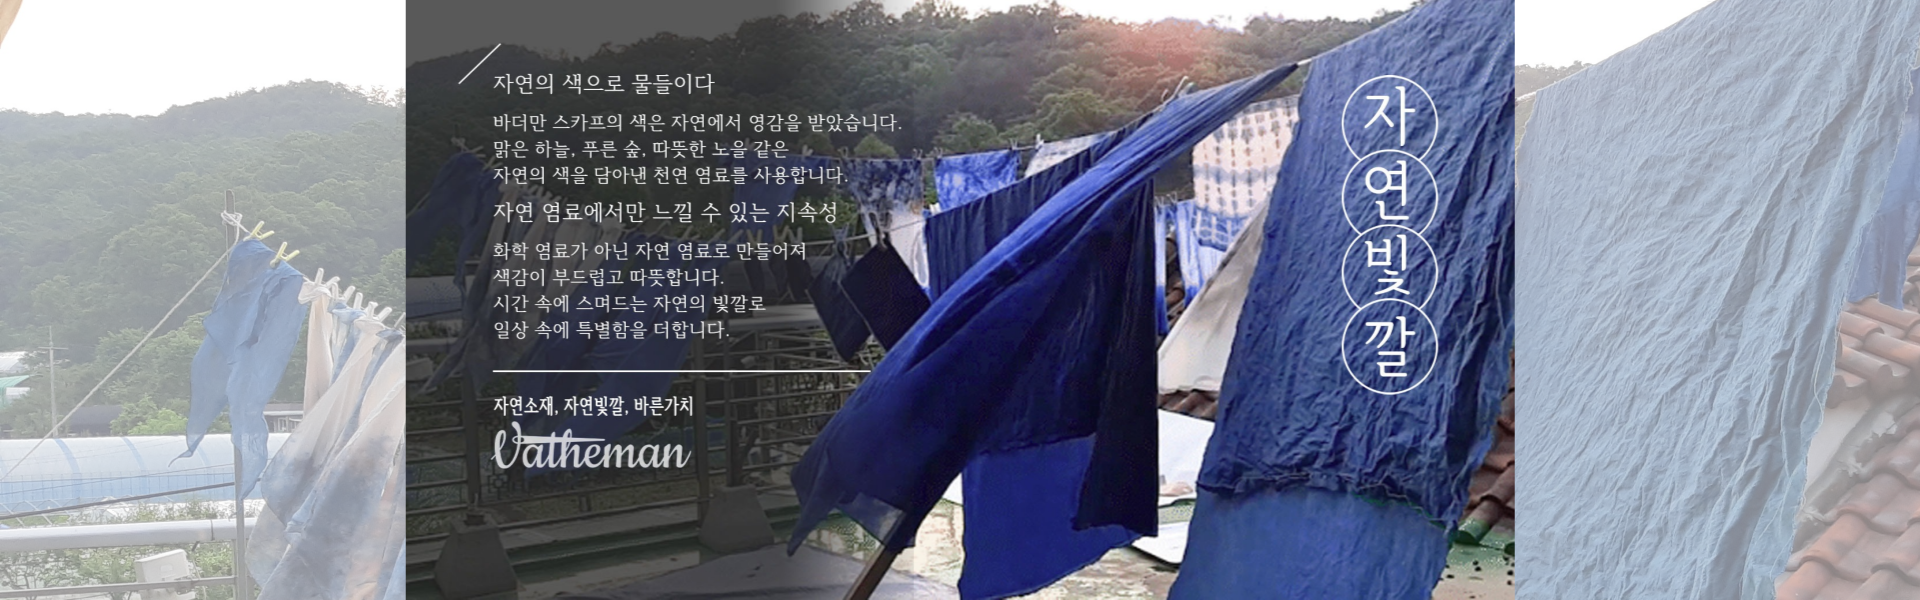 자연의 색으로 물들이다
바더만 스카프의 색은 자연에서 영감을 받았습니다.
맑은 하늘, 푸른 숲, 따뜻한 노을 같은
자연의 색을 담아낸 천연 염료를 사용합니다.
자연 염료에서만 느낄 수 있는 지속성
화학 염료가 아닌 자연 염료로 만들어져
색감이 부드럽고 따뜻합니다.
시간 속에 스며드는 자연의 빛깔로
일상 속에 특별함을 더합니다.
자연소재, 자연빛깔, 바른가치
Vatheman
자연빛깔